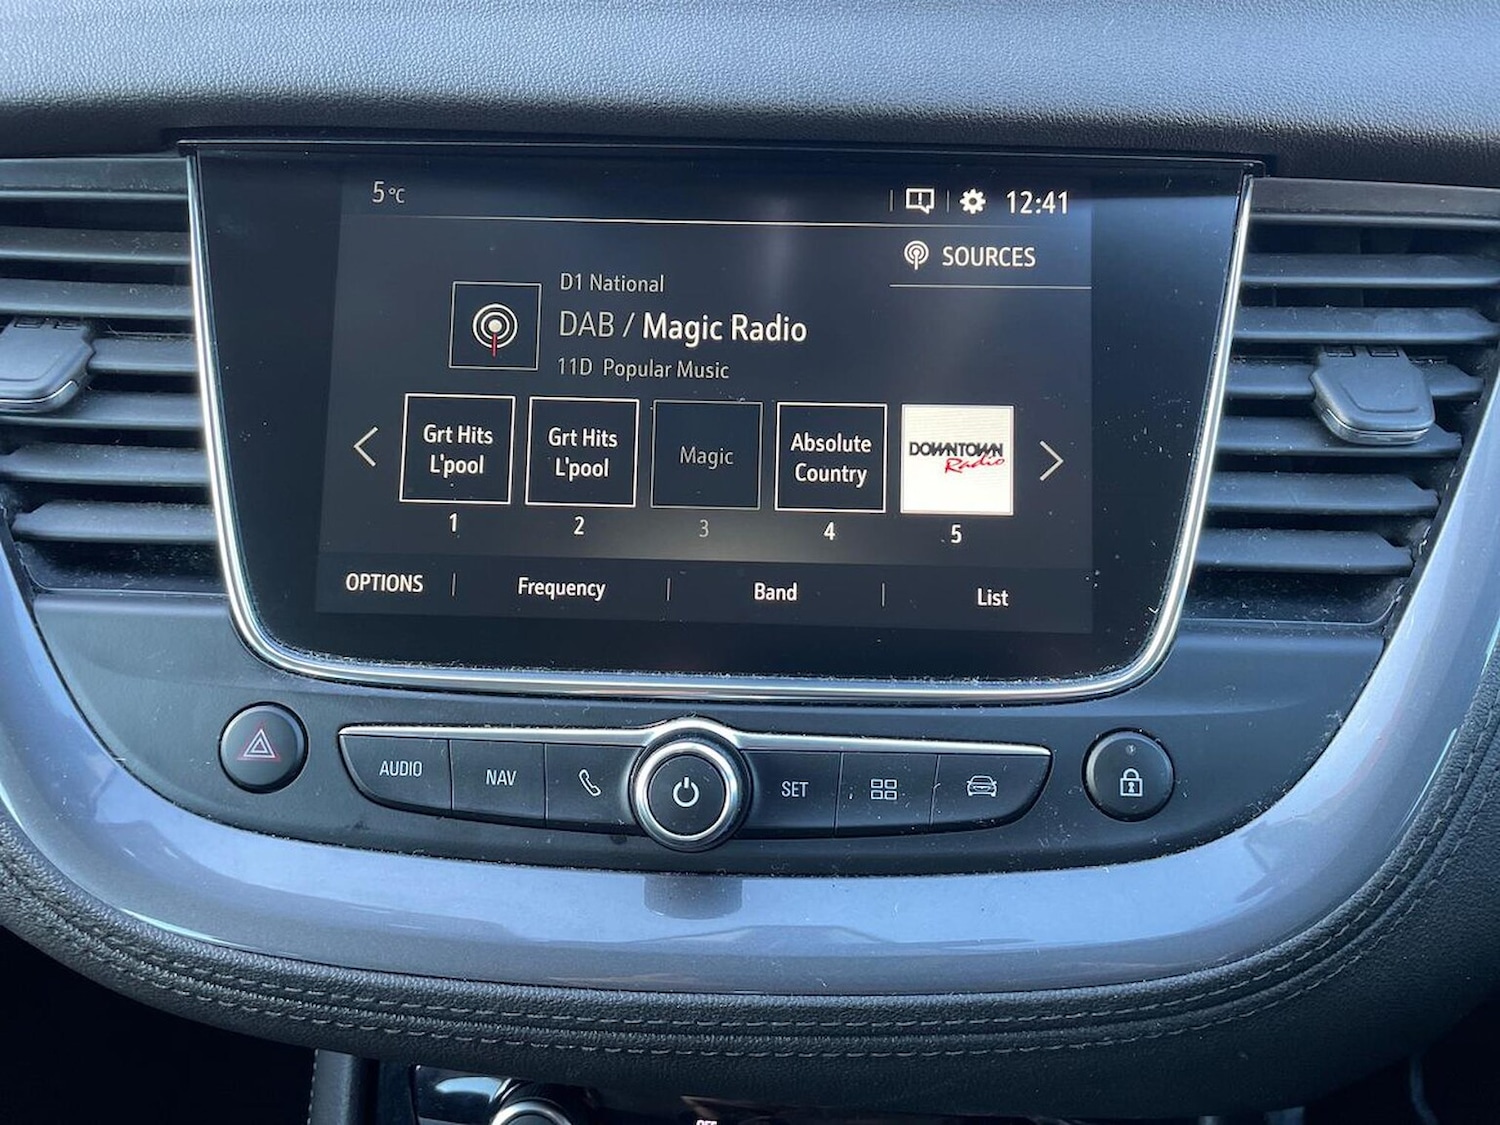 5 °C
12:41
SOURCES
D1 National
DAB / Magic Radio
11D Popular Music
Grt Hits
L'pool
Grt Hits
L'pool
Magic
Absolute
Country
DOWNTOWN
Radio
1
2
3
4
5
OPTIONS
Frequency
Band
List
AUDIO
NAV
SET
OFF